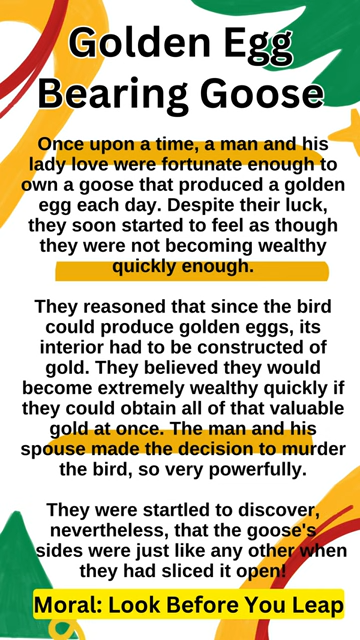 Golden Egg
Bearing Goose
Once upon a time, a man and his
lady love were fortunate enough to
own a goose that produced a golden
egg each day. Despite their luck,
they soon started to feel as though
they were not becoming wealthy
quickly enough.
They reasoned that since the bird
could produce golden eggs, its
interior had to be constructed of
gold. They believed they would
become extremely wealthy quickly if
they could obtain all of that valuable
gold at once. The man and his
spouse made the decision to murder
the bird, so very powerfully.
They were startled to discover,
nevertheless, that the goose's
sides were just like any other when
they had sliced it open!
Moral: Look Before You Leap